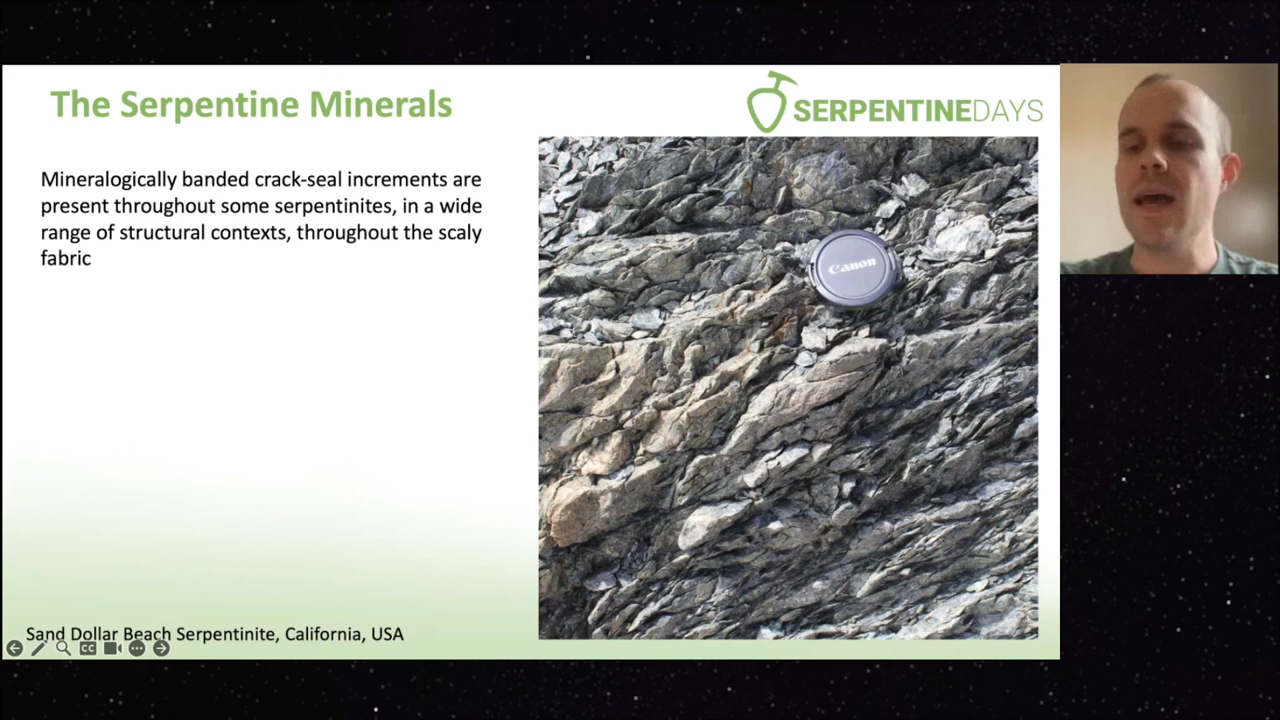 The Serpentine Minerals
SERPENTINEDAYS
Mineralogically banded crack-seal increments are
present throughout some serpentinites, in a wide
range of structural contexts, throughout the scaly
fabric
Canon
Sand Dollar Beach Serpentinite, California, USA
CC